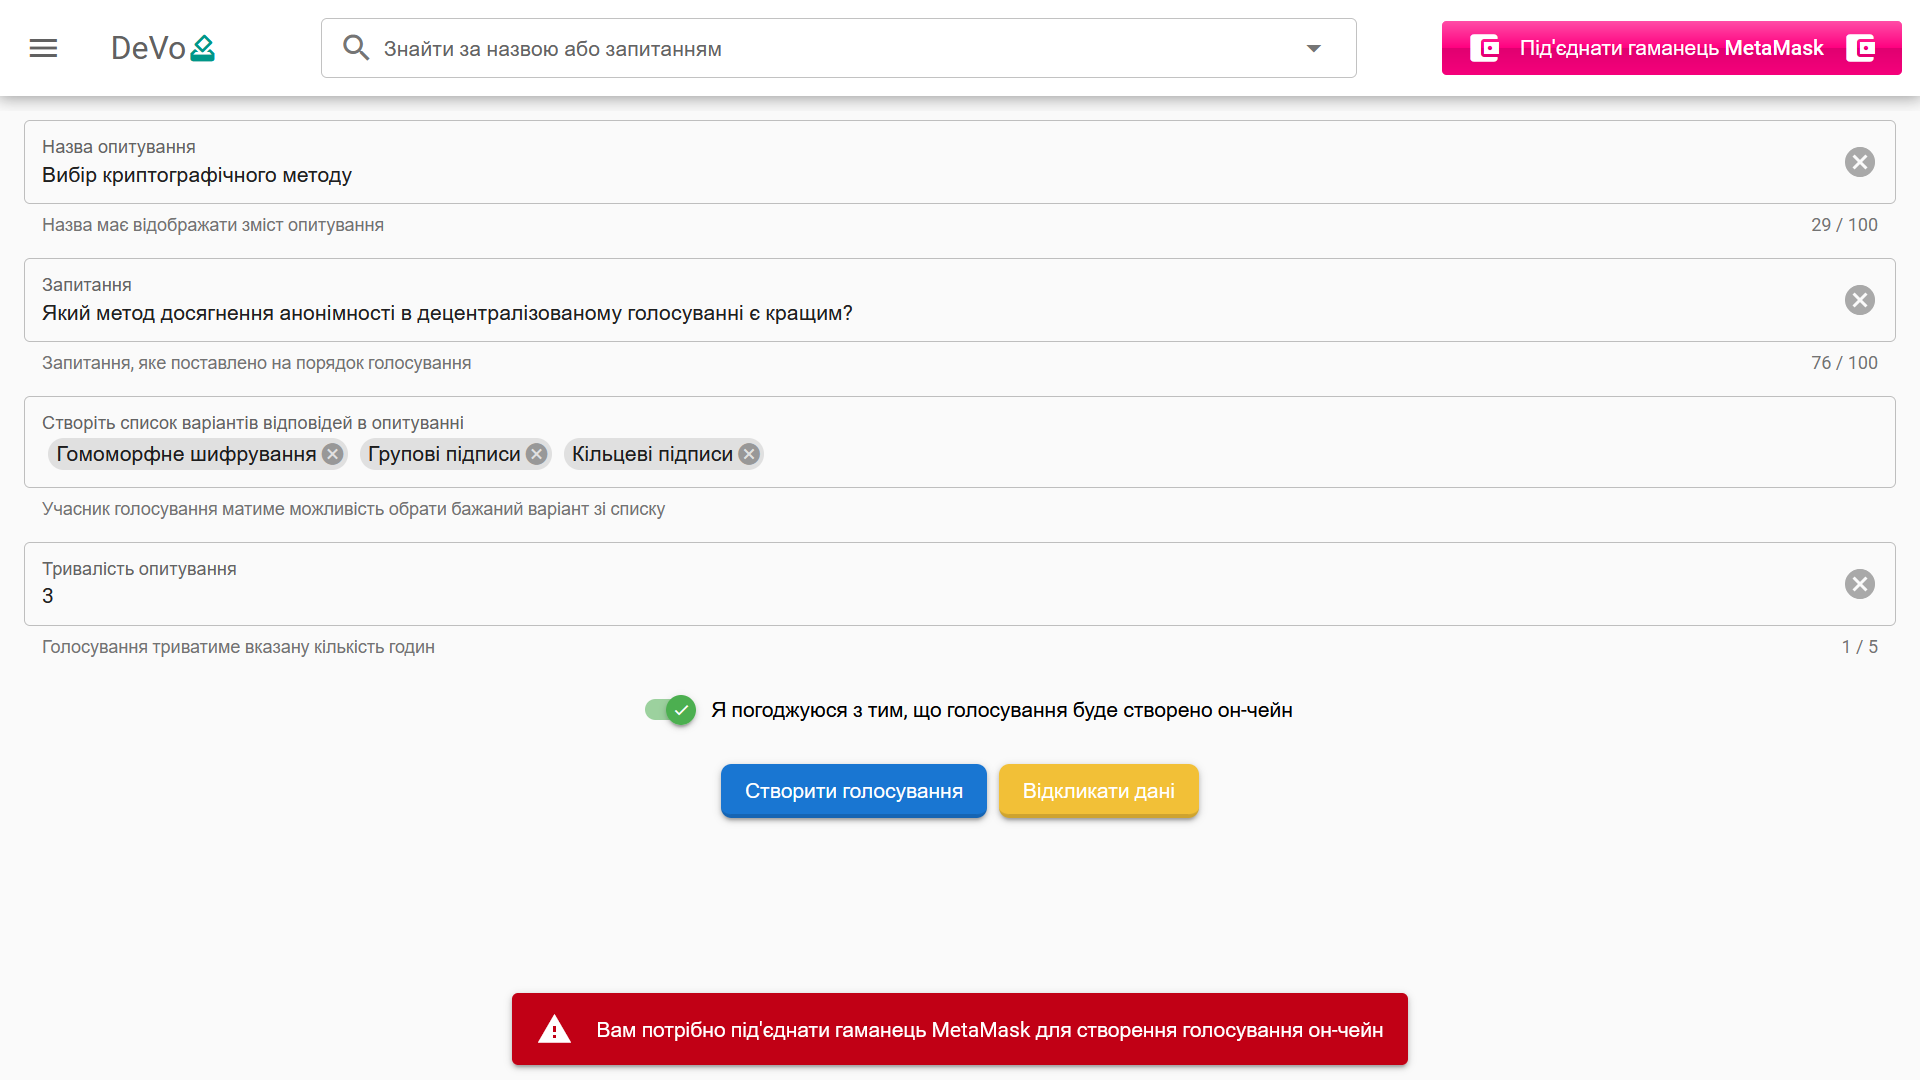 DeVo
Знайти за назвою або запитанням
Під'єднати гаманець MetaMask
Назва опитування
Вибір криптографічного методу
Назва має відображати зміст опитування
29 / 100
Запитання
Який метод досягнення анонімності в децентралізованому голосуванні є кращим?
Запитання, яке поставлено на порядок голосування
76 / 100
Створіть список варіантів відповідей в опитуванні
Гомоморфне шифрування Групові підписи Кільцеві підписи
Учасник голосування матиме можливість обрати бажаний варіант зі списку
Тривалість опитування
3
Голосування триватиме вказану кількість годин
1 / 5
Я погоджуюся з тим, що голосування буде створено он-чейн
Створити голосування
Відкликати дані
Вам потрібно під'єднати гаманець MetaMask для створення голосування он-чейн